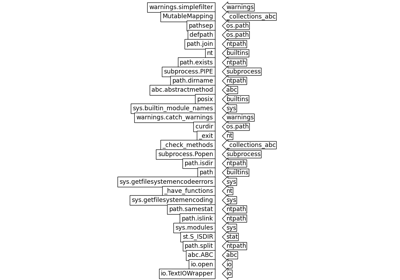 warnings.simplefilter warnings
MutableMapping _collections_abc
pathsep os.path
defpath os.path
path.join ntpath
nt builtins
path.exists ntpath
subprocess.PIPE subprocess
path.dirname ntpath
abc.abstractmethod abc
posix builtins
sys.builtin_module_names sys
warnings.catch_warnings warnings
curdir os.path
_exit nt
_check_methods _collections_abc
subprocess.Popen subprocess
path.isdir ntpath
path builtins
sys.getfilesystemencodeerrors sys
_have_functions nt
sys.getfilesystemencoding sys
path.samestat ntpath
path.islink ntpath
sys.modules sys
st.S_ISDIR stat
path.split ntpath
abc.ABC abc
io.open io
io.TextIOWrapper io